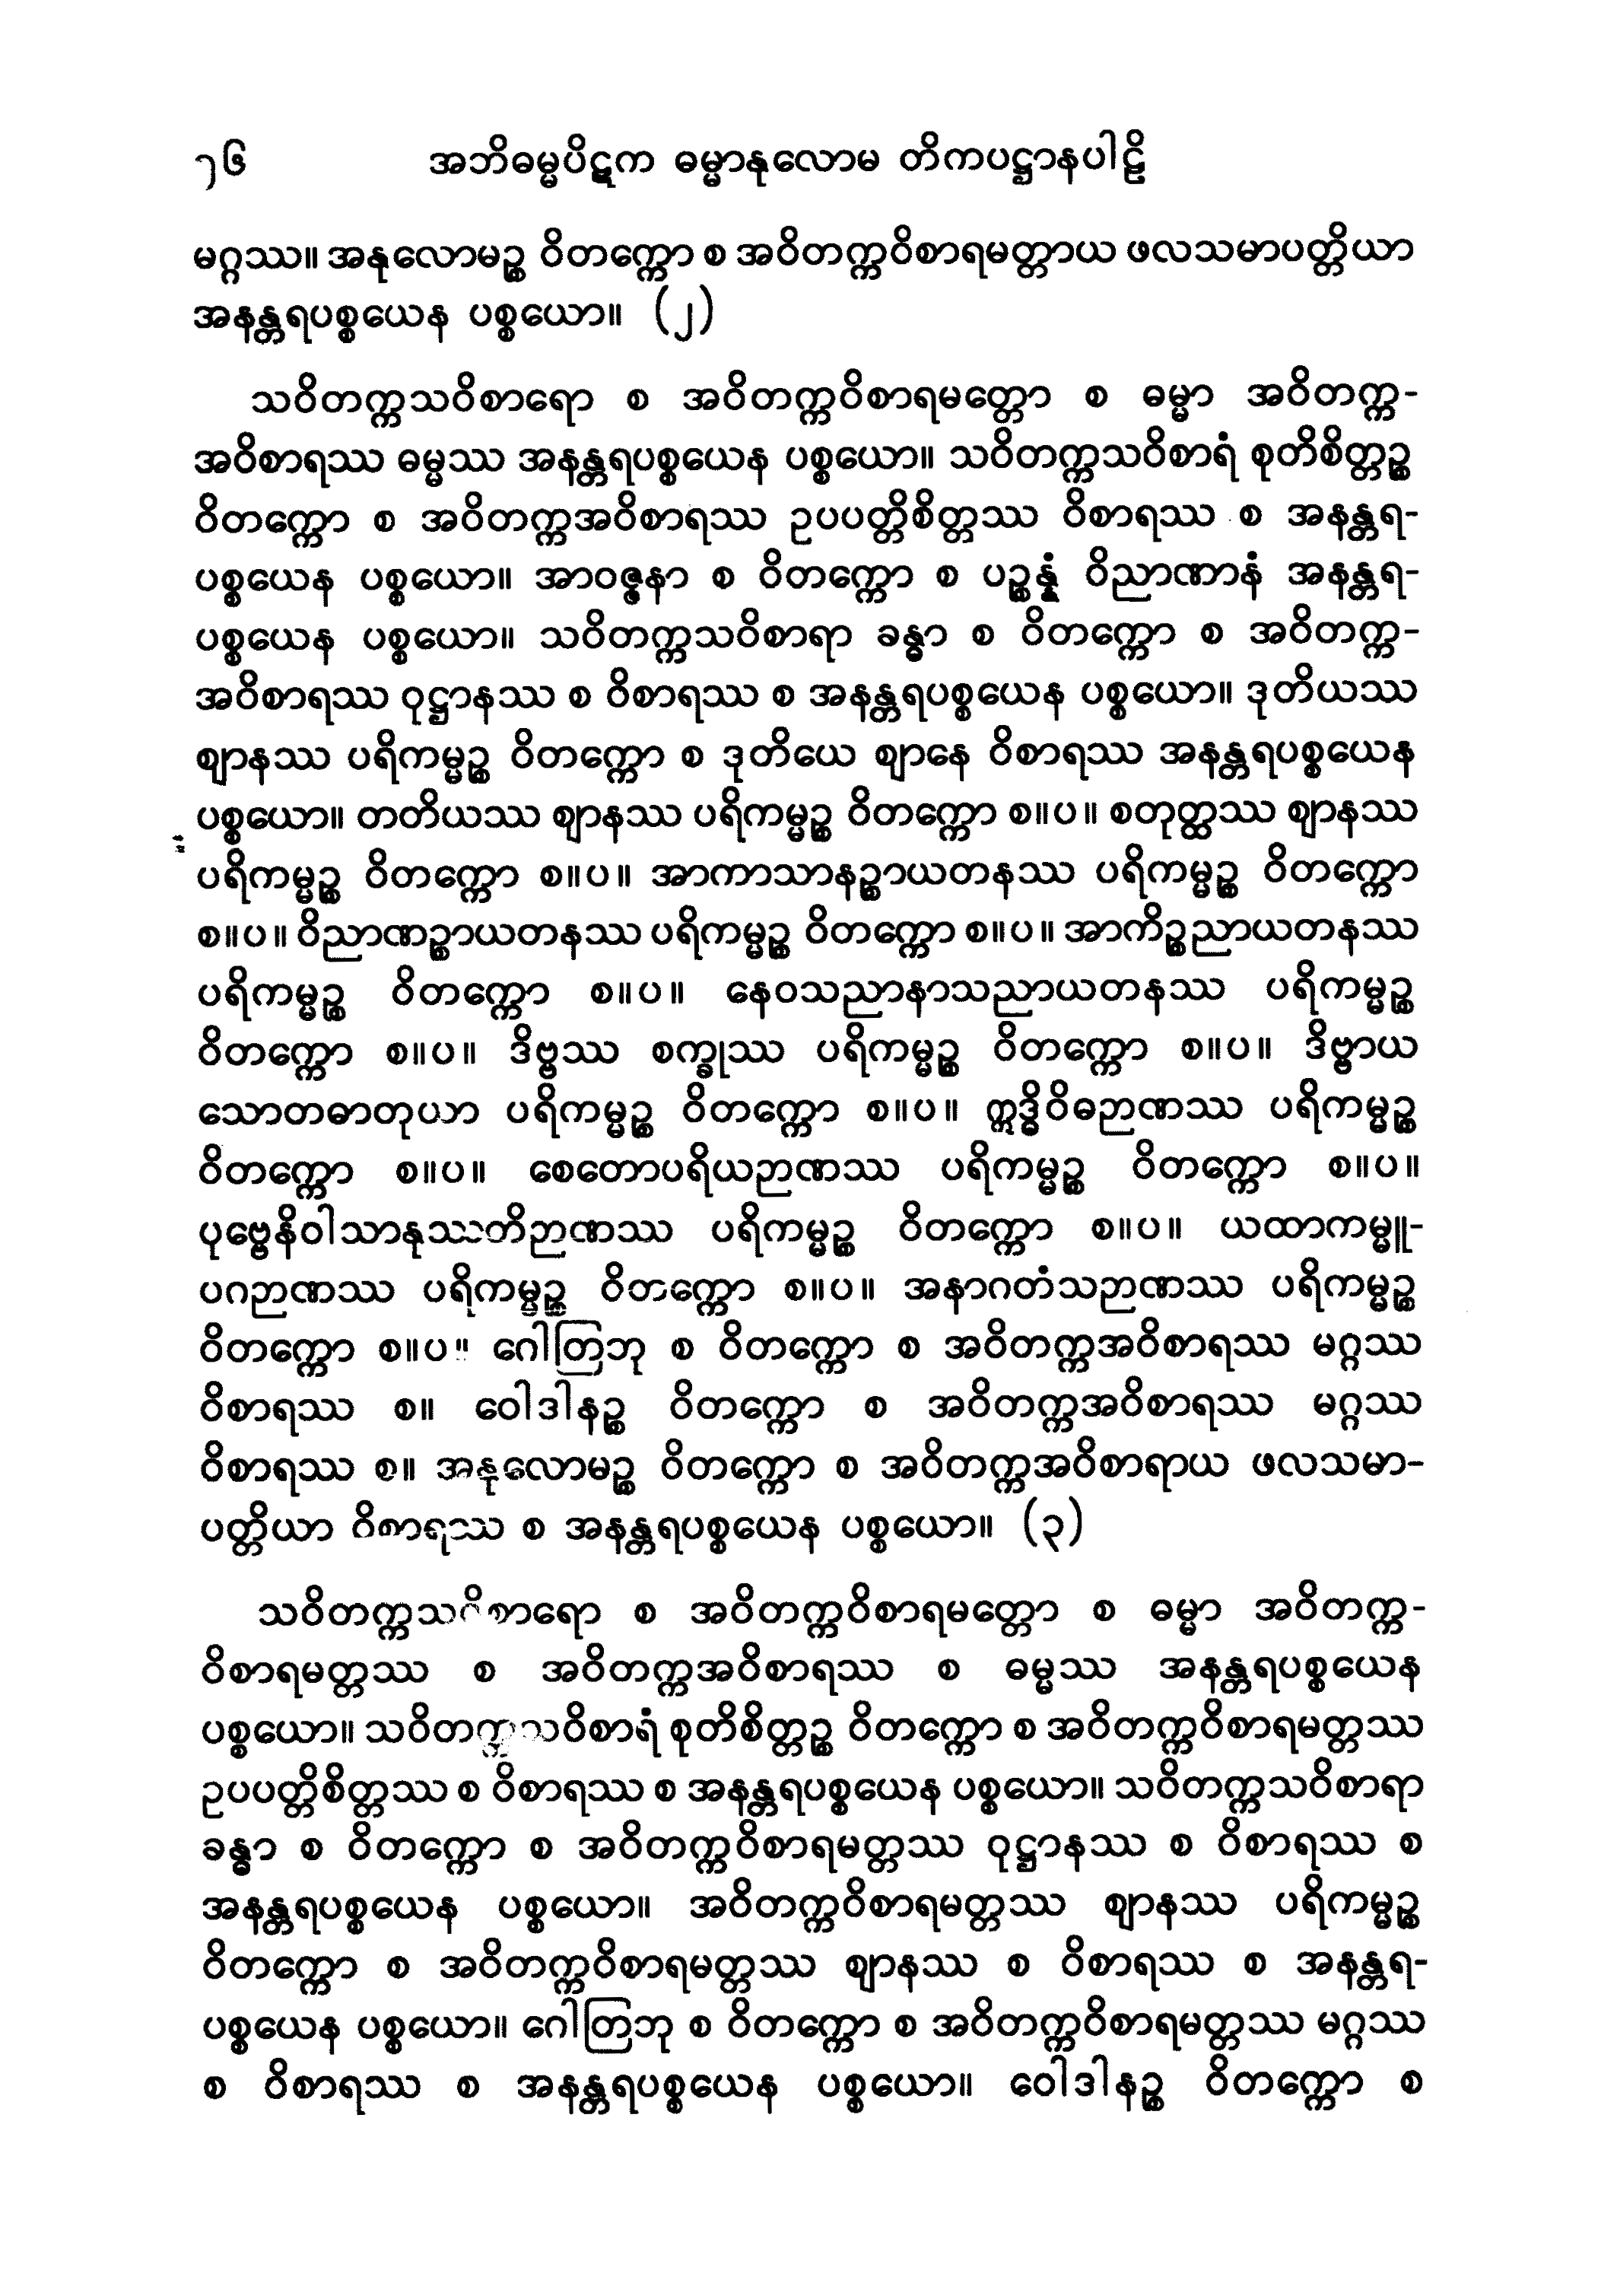 ၇၆ အဘိဓမ္မပိဋက ဓမ္မာနုလောမ တိကပဋ္ဌာနပါဠိ
မဂ္ဂဿ။ အနုလောမဉ္စ ဝိတက္ကော စ အဝိတက္ကဝိစာရမတ္တာယ ဖလသမာပတ္တိယာ
အနန္တရပစ္စယေန ပစ္စယော။ (၂)
သဝိတက္ကသဝိစာရော စ အဝိတက္ကဝိစာရမတ္တော စ ဓမ္မာ အဝိတက္က-
အဝိစာရဿ ဓမ္မဿ အနန္တရပစ္စယေန ပစ္စယော။ သဝိတက္ကသဝိစာရံ စုတိစိတ္တဉ္စ
ဝိတက္ကော စ အဝိတက္ကအဝိစာရဿ ဥပပတ္တိစိတ္တဿ ဝိစာရဿ စ အနန္တရ-
ပစ္စယေန ပစ္စယော။ အာဝဇ္ဇနာ စ ဝိတက္ကော စ ပဉ္စန္နံ ဝိညာဏာနံ အနန္တရ-
ပစ္စယေန ပစ္စယော။ သဝိတက္ကသဝိစာရာ ခန္ဓာ စ ဝိတက္ကော စ အဝိတက္က-
အဝိစာရဿ ဝုဋ္ဌာနဿ စ ဝိစာရဿ စ အနန္တရပစ္စယေန ပစ္စယော။ ဒုတိယဿ
ဈာနဿ ပရိကမ္မဉ္စ ဝိတက္ကော စ ဒုတိယေ ဈာနေ ဝိစာရဿ အနန္တရပစ္စယေန
ပစ္စယော။ တတိယဿ ဈာနဿ ပရိကမ္မဉ္စ ဝိတက္ကော စ။ပ။ စတုတ္ထဿ ဈာနဿ
ပရိကမ္မဉ္စ ဝိတက္ကော စ။ပ။ အာကာသာနဉ္စာယတနဿ ပရိကမ္မဉ္စ ဝိတက္ကော
စ။ပ။ ဝိညာဏဉ္စာယတနဿ ပရိကမ္မဉ္စ ဝိတက္ကော စ။ပ။ အာကိဉ္စညာယတနဿ
ပရိကမ္မဉ္စ ဝိတက္ကော စ။ပ။ နေဝသညာနာသညာယတနဿ ပရိကမ္မဉ္စ
ဝိတက္ကော စ။ပ။ ဒိဗ္ဗဿ စက္ခုဿ ပရိကမ္မဉ္စ ဝိတက္ကော စ။ပ။ ဒိဗ္ဗာယ
သောတဓာတုယာ ပရိကမ္မဉ္စ ဝိတက္ကော စ။ပ။ ဣဒ္ဓိဝိဓဉာဏဿ ပရိကမ္မဉ္စ
ဝိတက္ကော စ။ပ။ စေတောပရိယဉာဏဿ ပရိကမ္မဉ္စ ဝိတက္ကော စ။ပ။
ပုဗ္ဗေနိဝါသာနုဿတိဉာဏဿ ပရိကမ္မဉ္စ ဝိတက္ကော စ။ပ။ ယထာကမ္မူ-
ပဂဉာဏဿ ပရိကမ္မဉ္စ ဝိတက္ကော စ။ပ။ အနာဂတံသဉာဏဿ ပရိကမ္မဉ္စ
ဝိတက္ကော စ။ပ။ ဂေါတြဘု စ ဝိတက္ကော စ အဝိတက္ကအဝိစာရဿ မဂ္ဂဿ
ဝိစာရဿ စ။ ဝေါဒါနဉ္စ ဝိတက္ကော စ အဝိတက္ကအဝိစာရဿ မဂ္ဂဿ
ဝိစာရဿ စ။ အနုလောမဉ္စ ဝိတက္ကော စ အဝိတက္ကအဝိစာရာယ ဖလသမာ-
ပတ္တိယာ ဝိစာရဿ စ အနန္တရပစ္စယေန ပစ္စယော။ (၃)
သဝိတက္ကသဝိစာရော စ အဝိတက္ကဝိစာရမတ္တော စ ဓမ္မာ အဝိတက္က-
ဝိစာရမတ္တဿ စ အဝိတက္ကအဝိစာရဿ စ ဓမ္မဿ အနန္တရပစ္စယေန
ပစ္စယော။ သဝိတက္ကသဝိစာရံ စုတိစိတ္တဉ္စ ဝိတက္ကော စ အဝိတက္ကဝိစာရမတ္တဿ
ဥပပတ္တိစိတ္တဿ စ ဝိစာရဿ စ အနန္တရပစ္စယေန ပစ္စယော။ သဝိတက္ကသဝိစာရာ
ခန္ဓာ စ ဝိတက္ကော စ အဝိတက္ကဝိစာရမတ္တဿ ဝုဋ္ဌာနဿ စ ဝိစာရဿ စ
အနန္တရပစ္စယေန ပစ္စယော။ အဝိတက္ကဝိစာရမတ္တဿ ဈာနဿ ပရိကမ္မဉ္စ
ဝိတက္ကော စ အဝိတက္ကဝိစာရမတ္တဿ ဈာနဿ စ ဝိစာရဿ စ အနန္တရ-
ပစ္စယေန ပစ္စယော။ ဂေါတြဘု စ ဝိတက္ကော စ အဝိတက္ကဝိစာရမတ္တဿ မဂ္ဂဿ
စ ဝိစာရဿ စ အနန္တရပစ္စယေန ပစ္စယော။ ဝေါဒါနဉ္စ ဝိတက္ကော စ